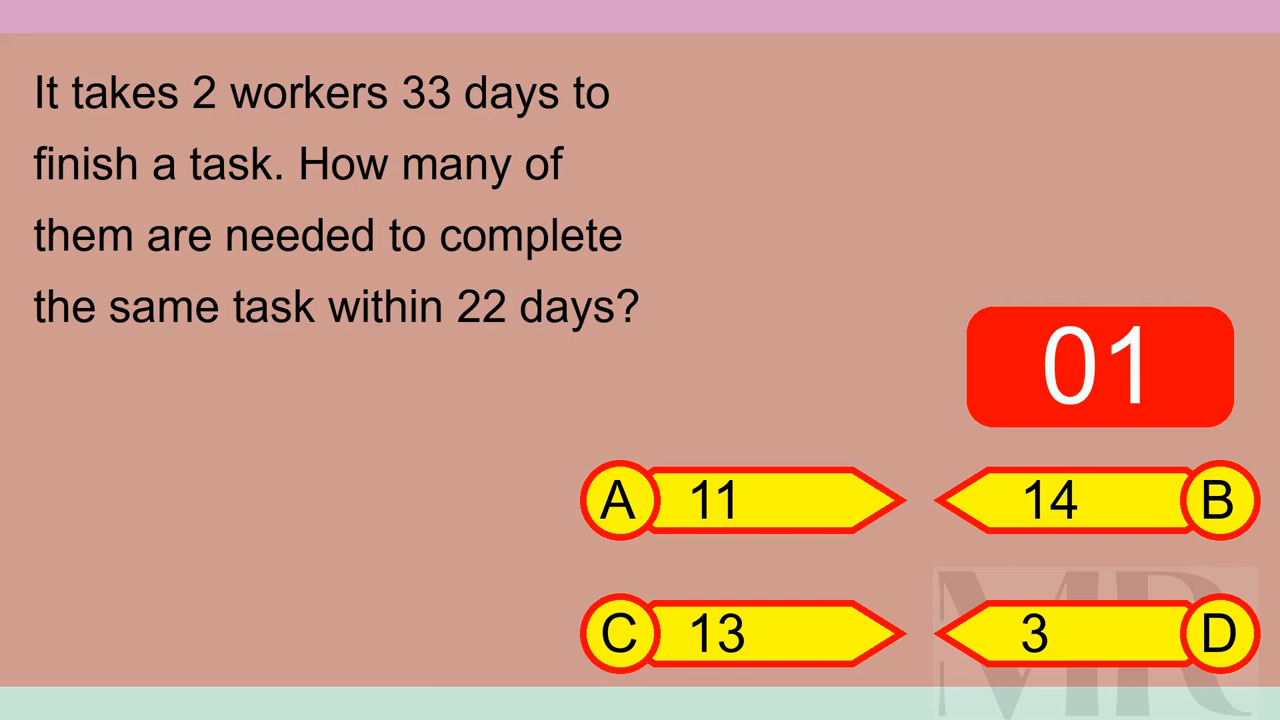 It takes 2 workers 33 days to
finish a task. How many of
them are needed to complete
the same task within 22 days?
01
A 11
14 B
C 13
3 D
MR